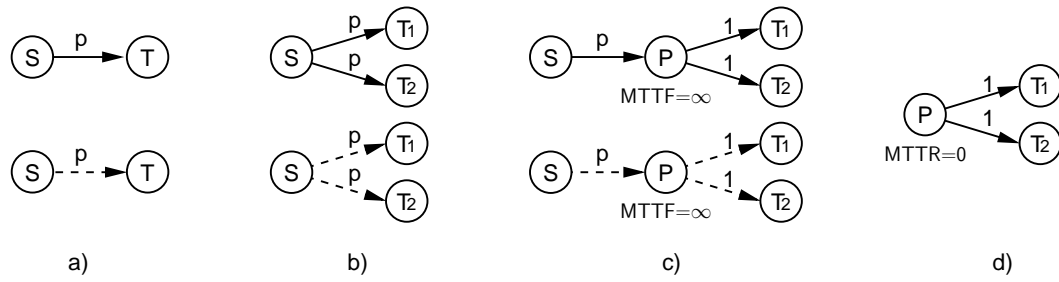 S p T
S p p T1 T2
S p P 1 1 T1 T2
MTTF=∞
P 1 1 T1 T2
MTTR=0
S p T
S p p T1 T2
S p P 1 1 T1 T2
MTTF=∞
a) b) c) d)